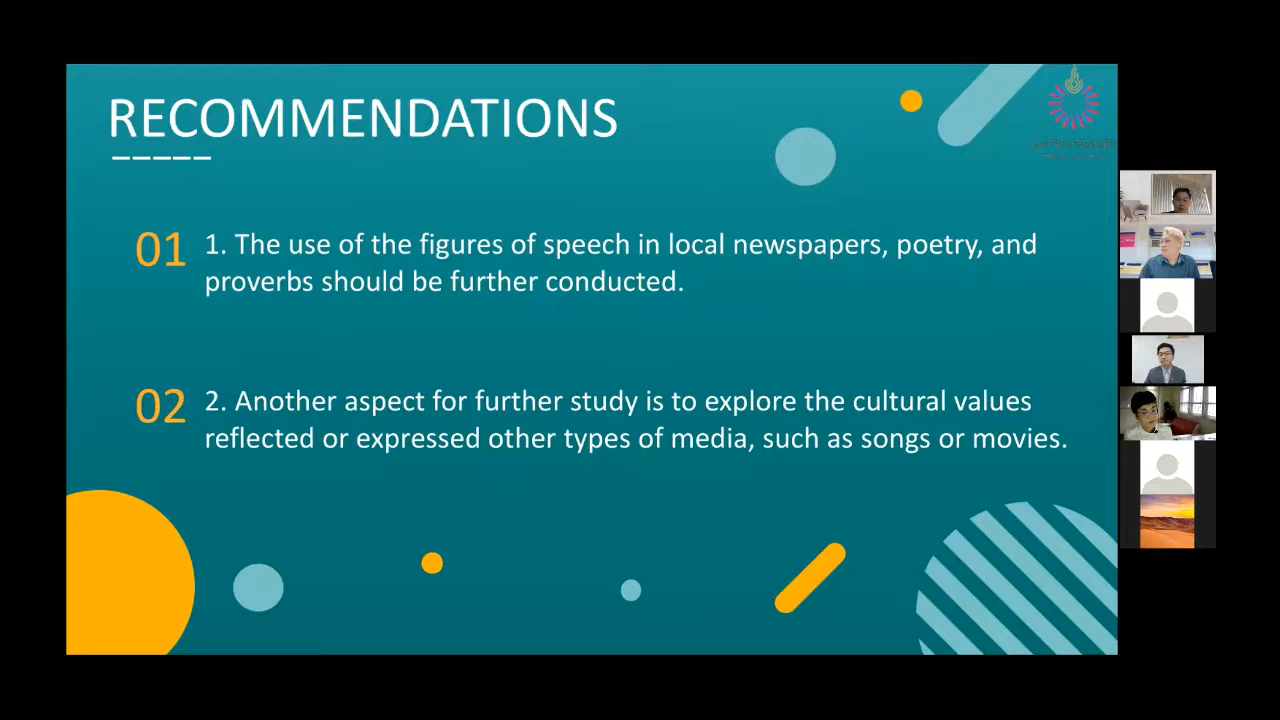 RECOMMENDATIONS
01
1. The use of the figures of speech in local newspapers, poetry, and
proverbs should be further conducted.
02
2. Another aspect for further study is to explore the cultural values
reflected or expressed other types of media, such as songs or movies.